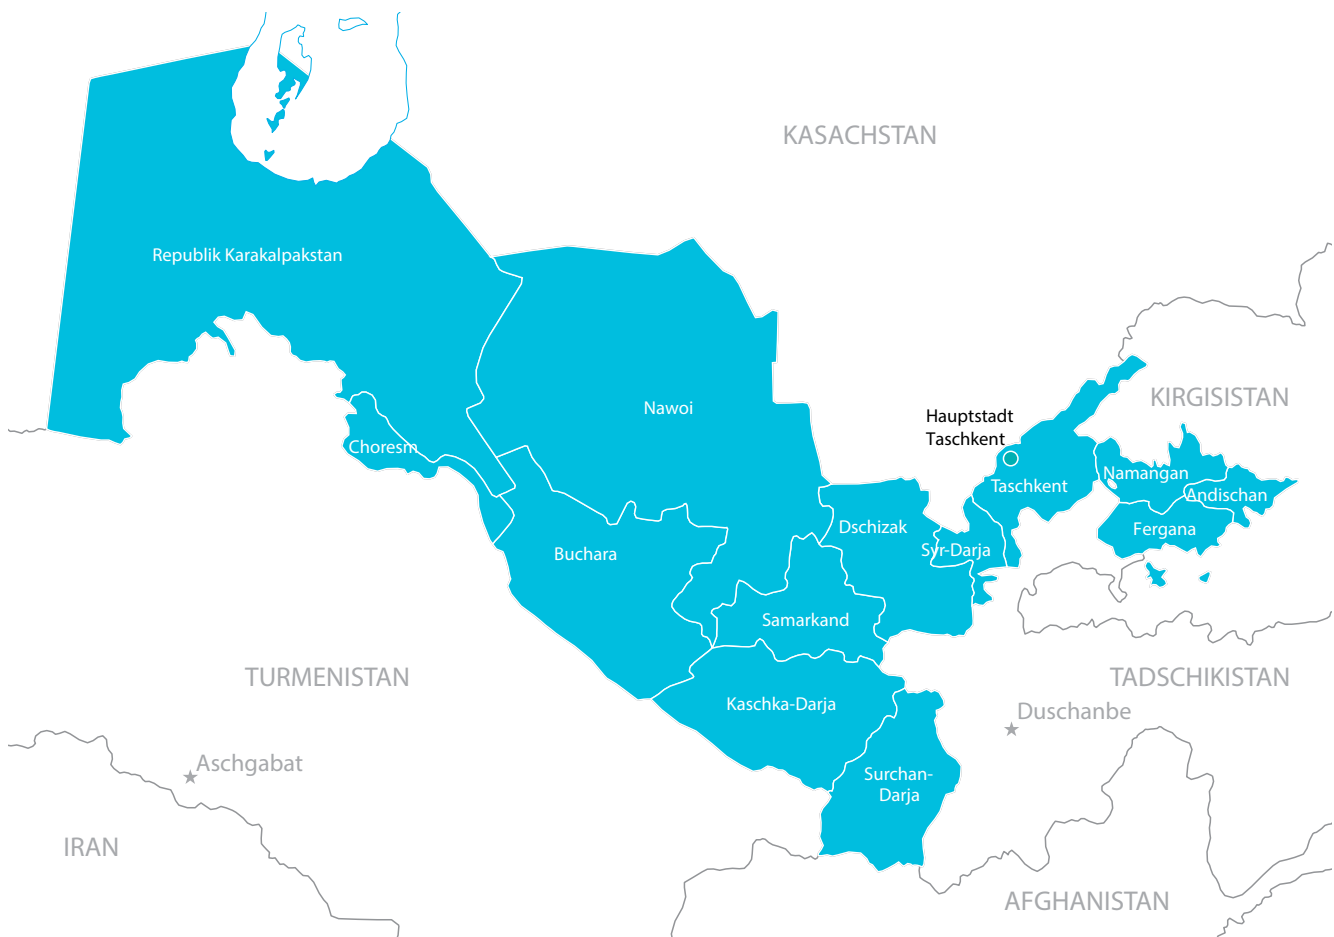 KASACHSTAN
Republik Karakalpakstan
KIRGISISTAN
Nawoi
Hauptstadt
Taschkent
Choresm
Namangan
Taschkent
Andischan
Dschizak
Fergana
Buchara
Syr-Darja
Samarkand
TURMENISTAN
TADSCHIKISTAN
Kaschka-Darja
Duschanbe
Aschgabat
Surchan-
Darja
IRAN
AFGHANISTAN